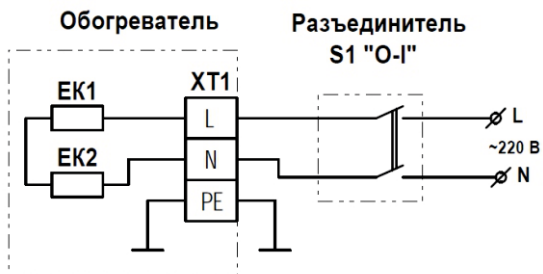 Обогреватель
Разъединитель
S1 "O-I"
EK1
XT1
L
L
~220 В
EK2
N
N
PE